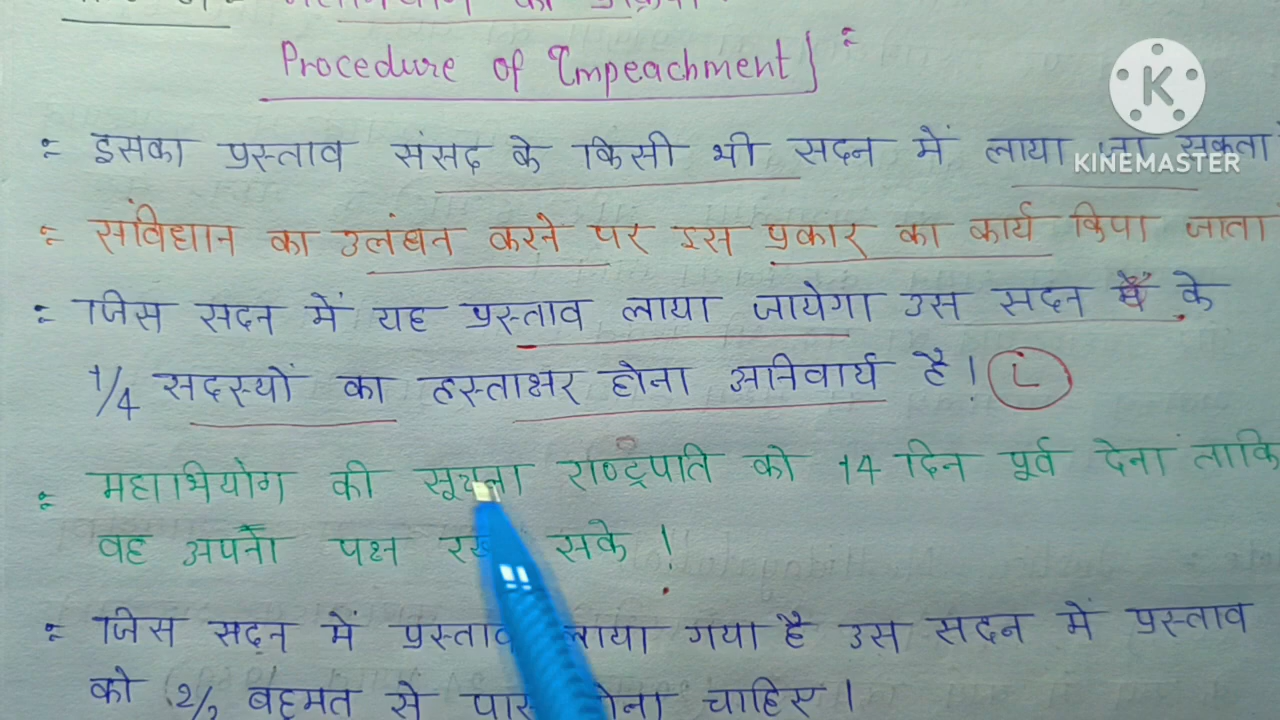 Procedure of Impeachment] :
K
KINEMASTER
:- इसका प्रस्ताव संसद के किसी भी सदन में लाया जा सकता
:- संविधान का उलंघन करने पर इस प्रकार का कार्य किया जाता
:- जिस सदन में यह प्रस्ताव लाया जायेगा उस सदन के
1/4 सदस्यों का हस्ताक्षर होना अनिवार्य है। i
:- महाभियोग की सूचना राष्ट्रपति को 14 दिन पूर्व देना ताकि
वह अपना पक्ष रख सके !
:- जिस सदन में प्रस्ताव लाया गया है उस सदन में प्रस्ताव
को बहुमत से पास होना चाहिए।